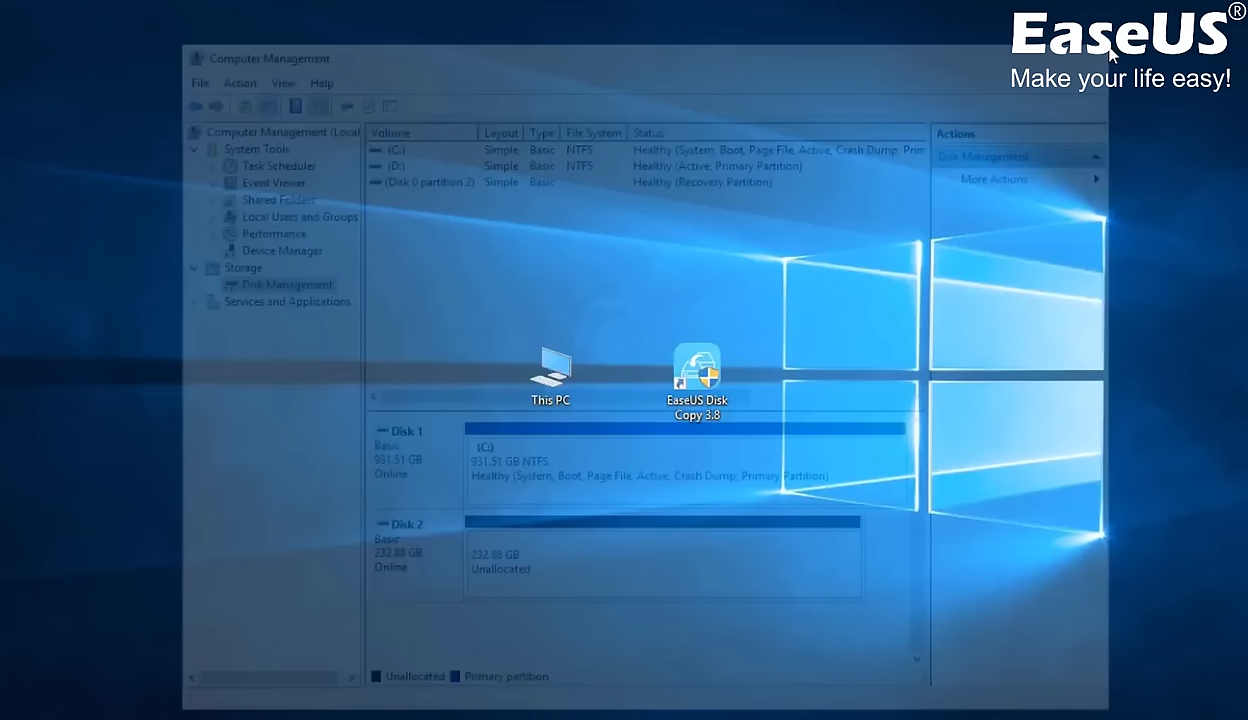 EaseUS®
Make your life easy!
Computer Management
File Action View Help
Computer Management (Local
System Tools
Task Scheduler
Event Viewer
Shared Folders
Local Users and Groups
Performance
Device Manager
Storage
Disk Management
Services and Applications
Volume Layout Type File System Status
(C:) Simple Basic NTFS Healthy (System, Boot, Page File, Active, Crash Dump, Prim
(D:) Simple Basic NTFS Healthy (Active, Primary Partition)
(Disk 0 partition 2) Simple Basic Healthy (Recovery Partition)
Actions
Disk Management
More Actions
This PC
EaseUS Disk
Copy 3.8
Disk 1
Basic
931.51 GB
Online
(C:)
931.51 GB NTFS
Healthy (System, Boot, Page File, Active, Crash Dump, Primary Partition)
Disk 2
Basic
232.88 GB
Online
232.88 GB
Unallocated
Unallocated Primary partition